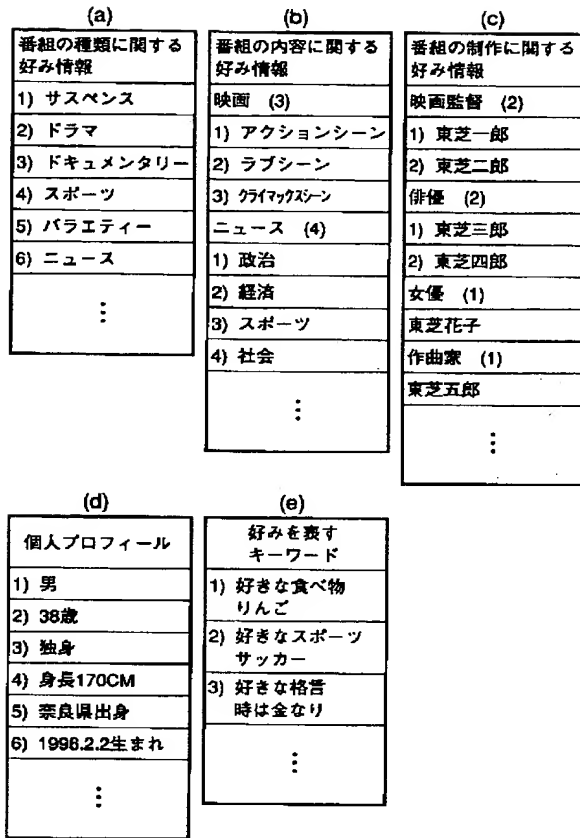 (a)
番組の種類に関する
好み情報
1) サスペンス
2) ドラマ
3) ドキュメンタリー
4) スポーツ
5) バラエティー
6) ニュース
⋮
(b)
番組の内容に関する
好み情報
映画 (3)
1) アクションシーン
2) ラブシーン
3) クライマックスシーン
ニュース (4)
1) 政治
2) 経済
3) スポーツ
4) 社会
⋮
(c)
番組の制作に関する
好み情報
映画監督 (2)
1) 東芝一郎
2) 東芝二郎
俳優 (2)
1) 東芝三郎
2) 東芝四郎
女優 (1)
東芝花子
作曲家 (1)
東芝五郎
⋮
(d)
個人プロフィール
1) 男
2) 38歳
3) 独身
4) 身長170CM
5) 奈良県出身
6) 1998.2.2生まれ
⋮
(e)
好みを表す
キーワード
1) 好きな食べ物
りんご
2) 好きなスポーツ
サッカー
3) 好きな格言
時は金なり
⋮